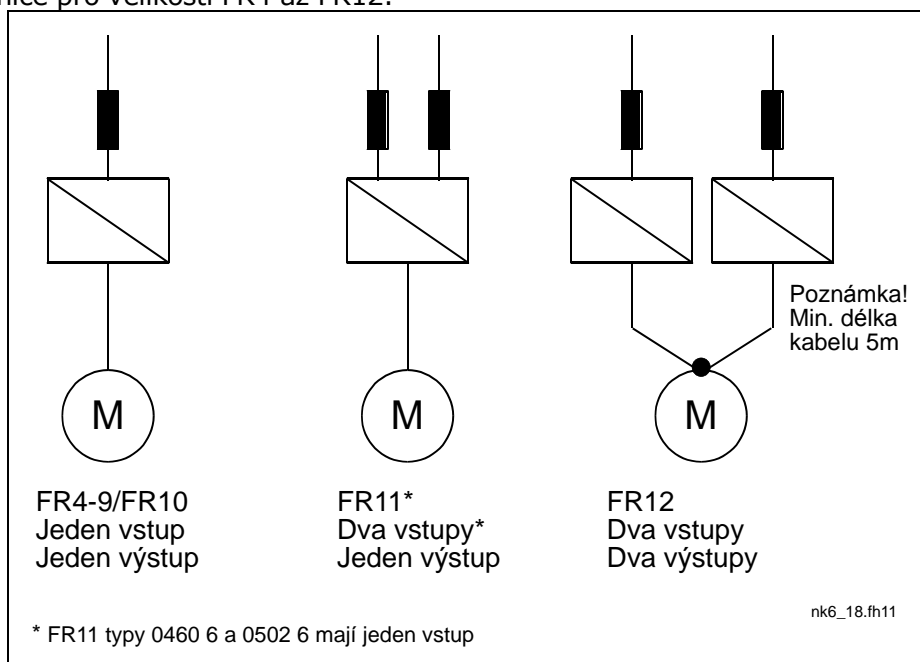 pro velikosti FR4 až FR12:
M
M
M
Poznámka!
Min. délka
kabelu 5m
FR4-9/FR10
Jeden vstup
Jeden výstup
FR11*
Dva vstupy*
Jeden výstup
FR12
Dva vstupy
Dva výstupy
nk6_18.fh11
* FR11 typy 0460 6 a 0502 6 mají jeden vstup